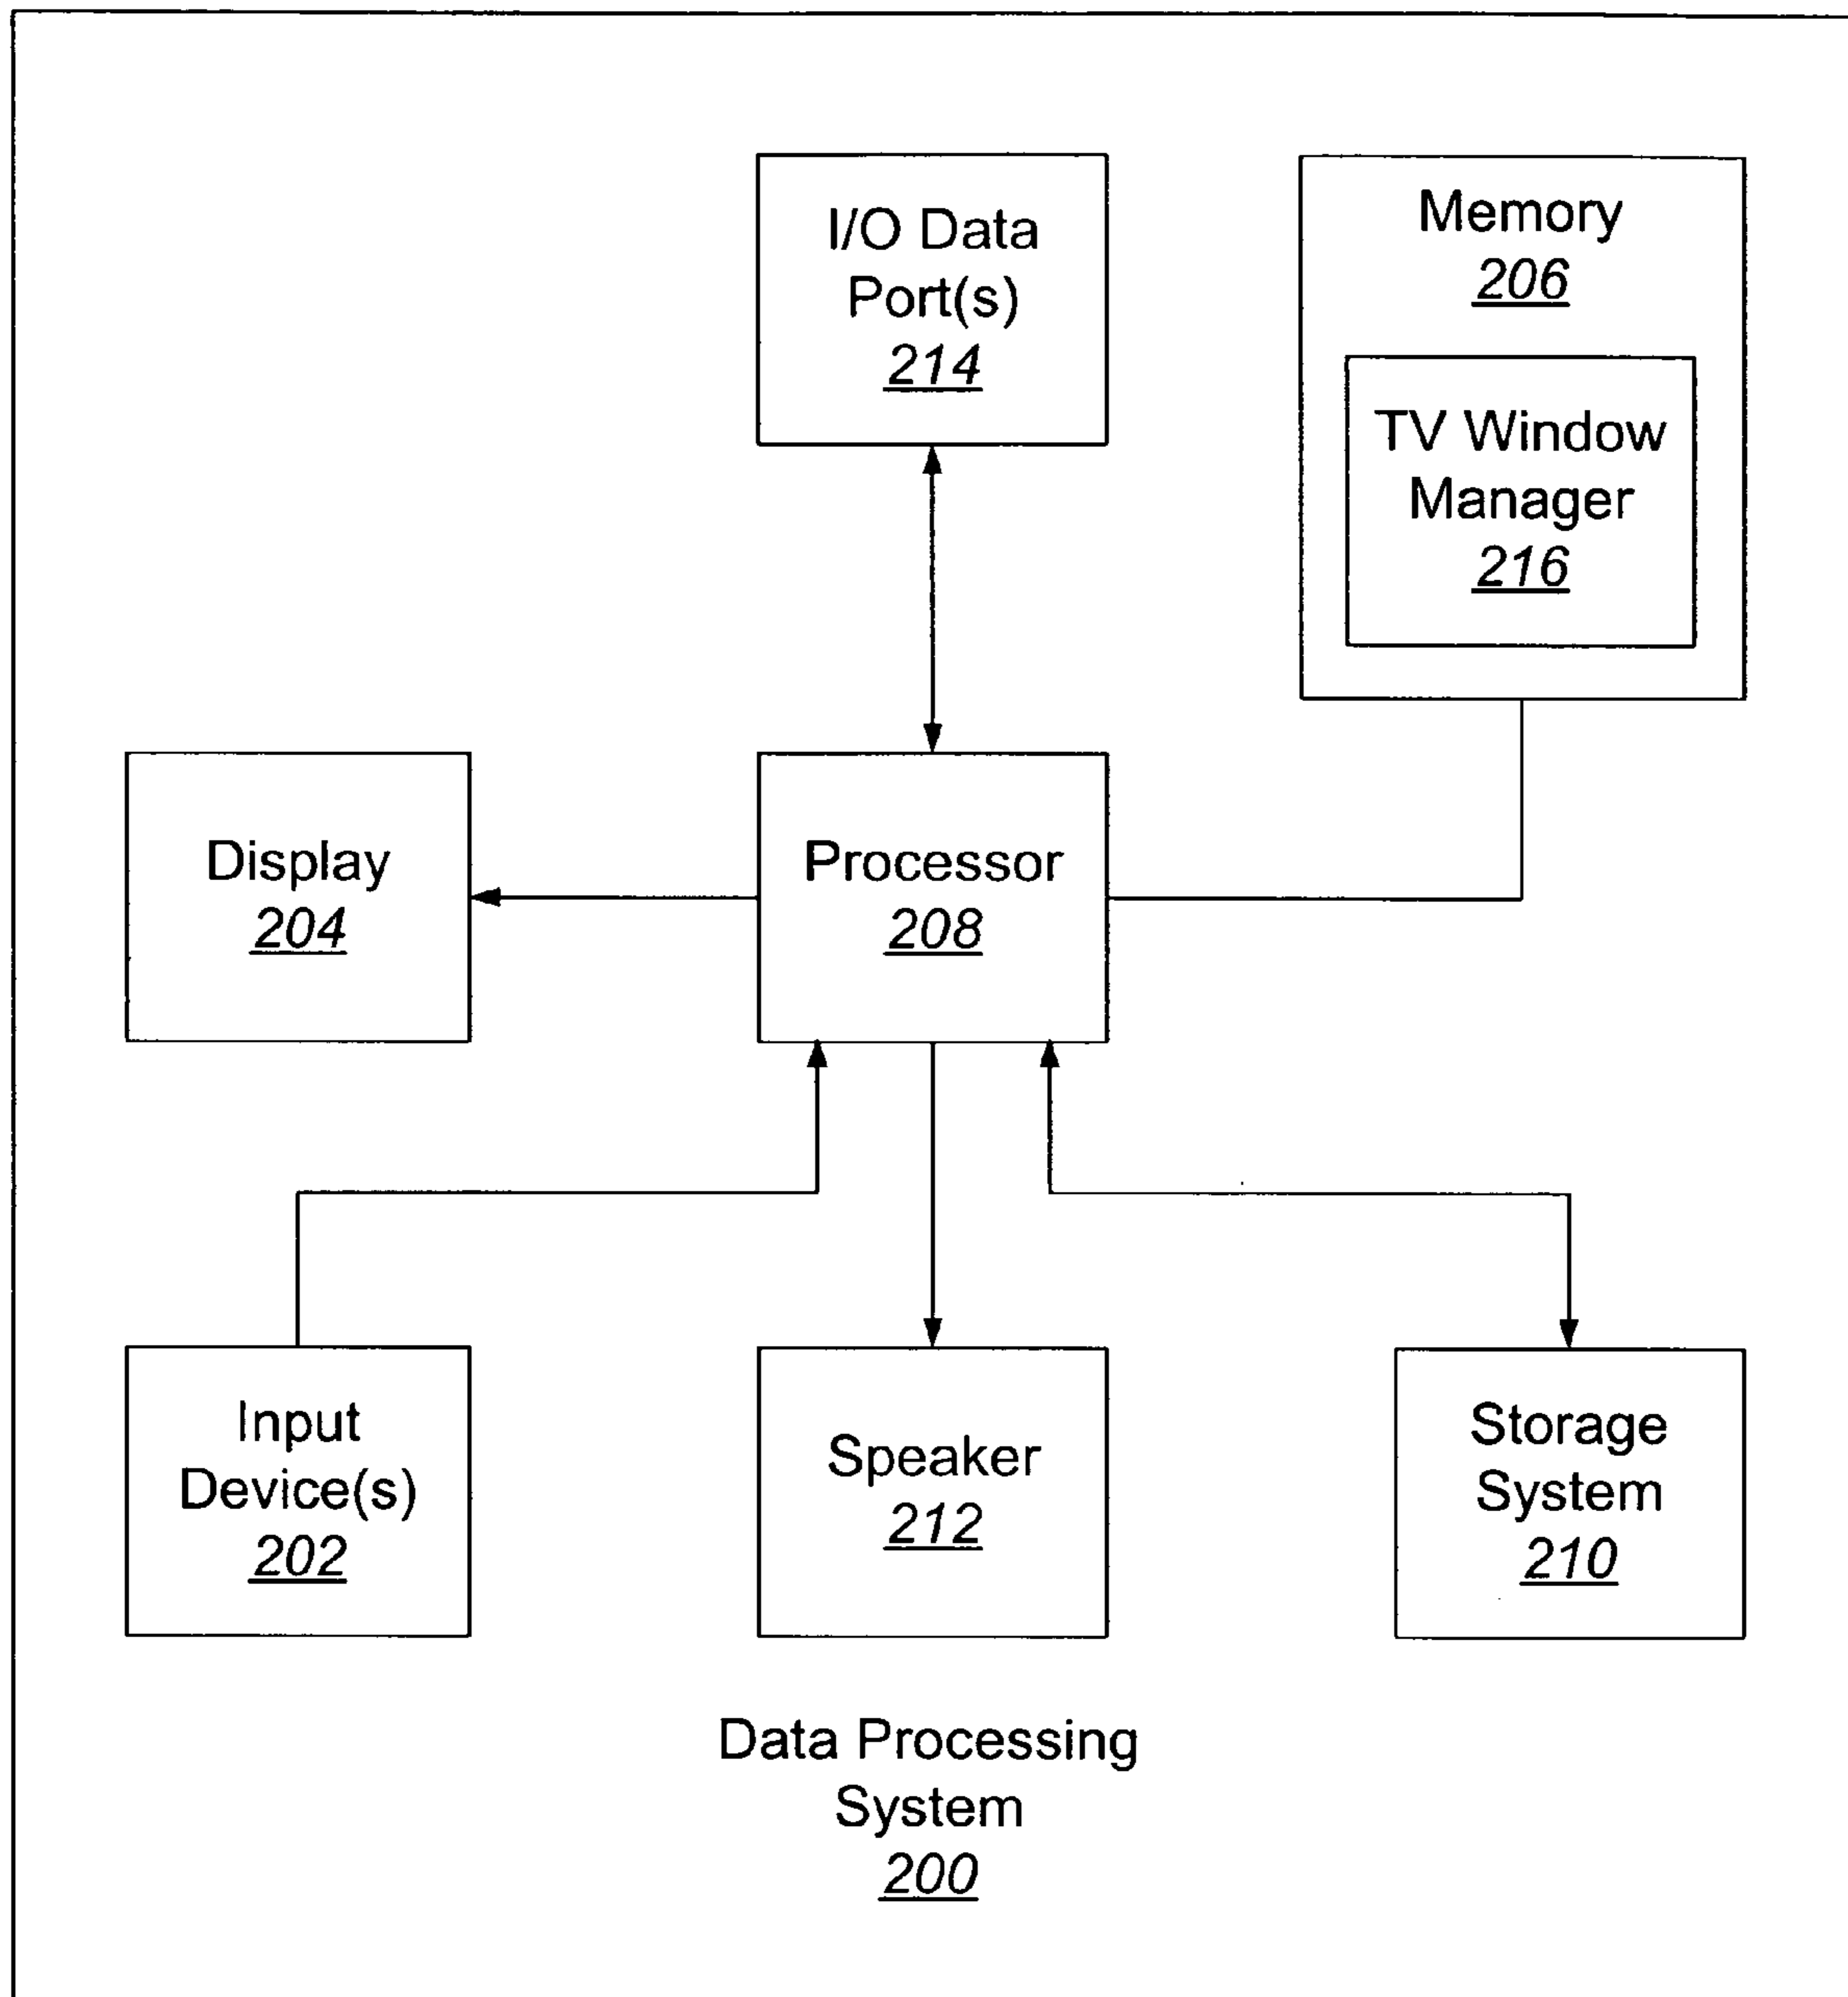 I/O Data
Port(s)
214
Memory
206
TV Window
Manager
216
Display
204
Processor
208
Input
Device(s)
202
Speaker
212
Storage
System
210
Data Processing
System
200